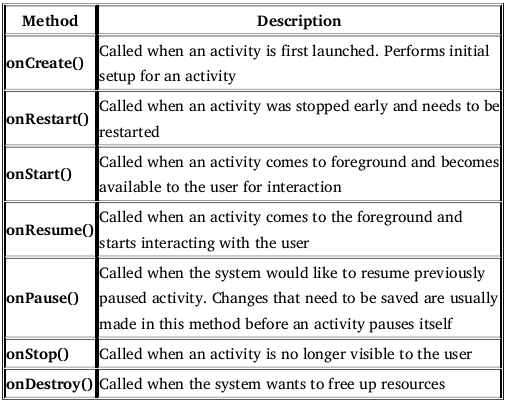 Method Description
Called when an activity is first launched. Performs initial
onCreate()
setup for an activity
Called when an activity was stopped early and needs to be
onRestart()
restarted
Called when an activity comes to foreground and becomes
onStart()
available to the user for interaction
Called when an activity comes to the foreground and
onResume()
starts interacting with the user
Called when the system would like to resume previously
onPause() paused activity. Changes that need to be saved are usually
made in this method before an activity pauses itself
onStop() Called when an activity is no longer visible to the user
onDestroy() Called when the system wants to free up resources